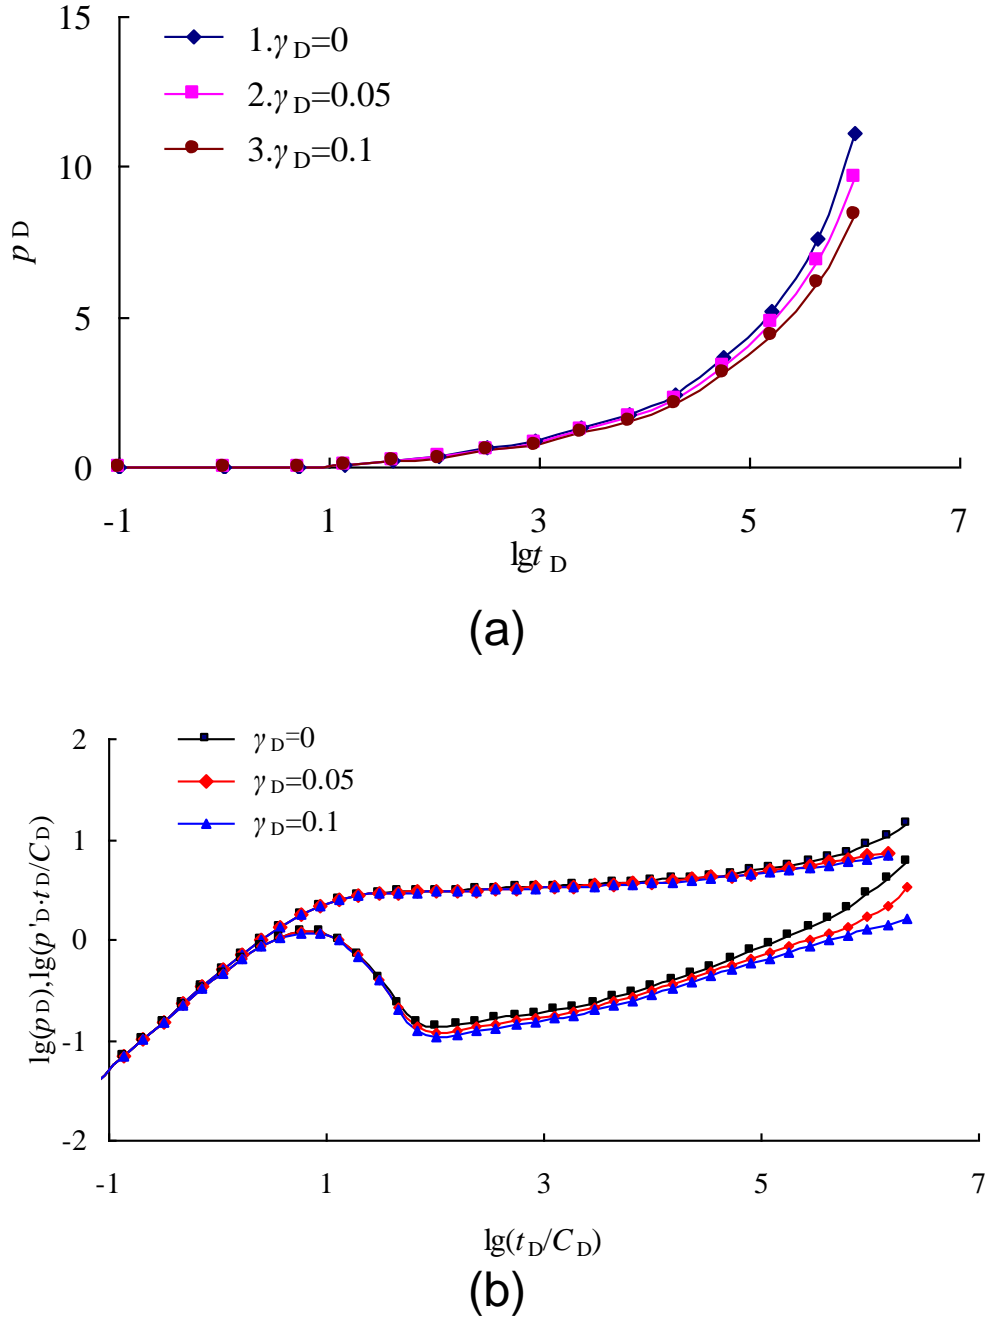 15
1.γD=0
2.γD=0.05
3.γD=0.1
10
pD
5
0
-1 1 3 5 7
lgtD
(a)
2
γD=0
γD=0.05
γD=0.1
1
lg(pD),lg(p'D·tD/CD)
0
-1
-2
-1 1 3 5 7
lg(tD/CD)
(b)